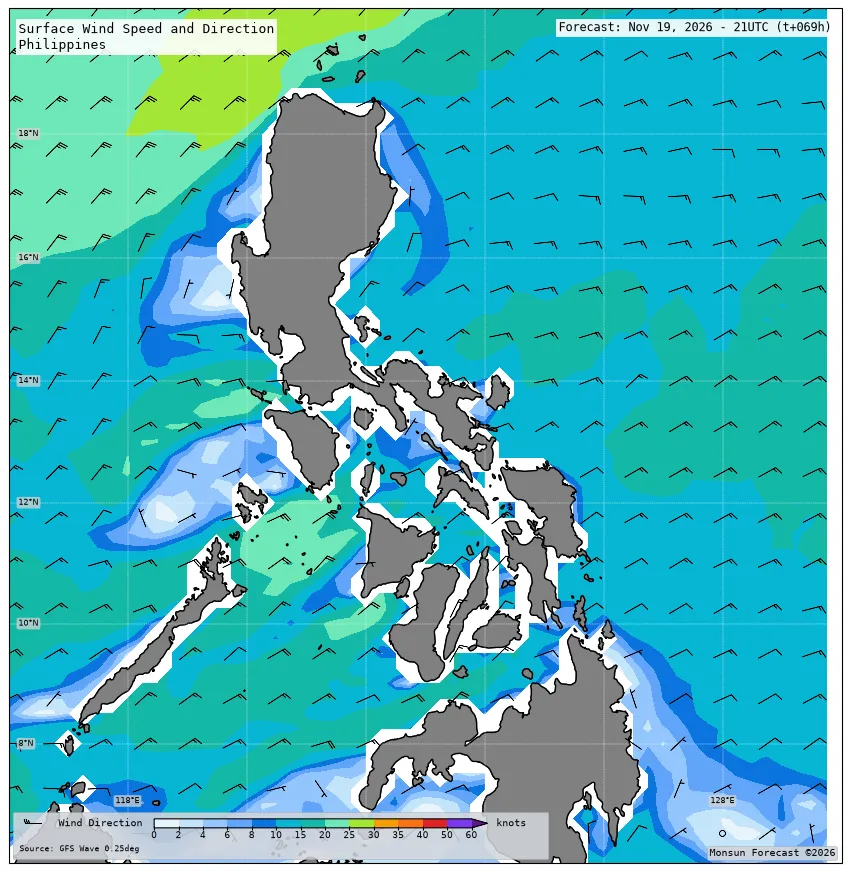 Surface Wind Speed and Direction
Philippines
Forecast: Nov 19, 2026 - 21UTC (t+069h)
18°N
16°N
14°N
12°N
10°N
8°N
118°E
128°E
Wind Direction
0 2 4 6 8 10 15 20 25 30 35 40 50 60
knots
Source: GFS Wave 0.25deg
Monsun Forecast ©2026